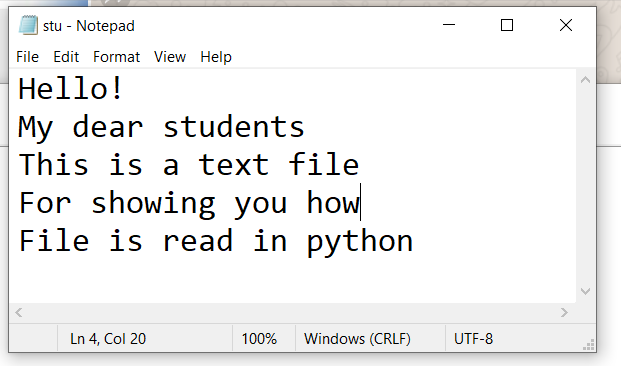 stu - Notepad
File Edit Format View Help
Hello!
My dear students
This is a text file
For showing you how
File is read in python
Ln 4, Col 20 100% Windows (CRLF) UTF-8